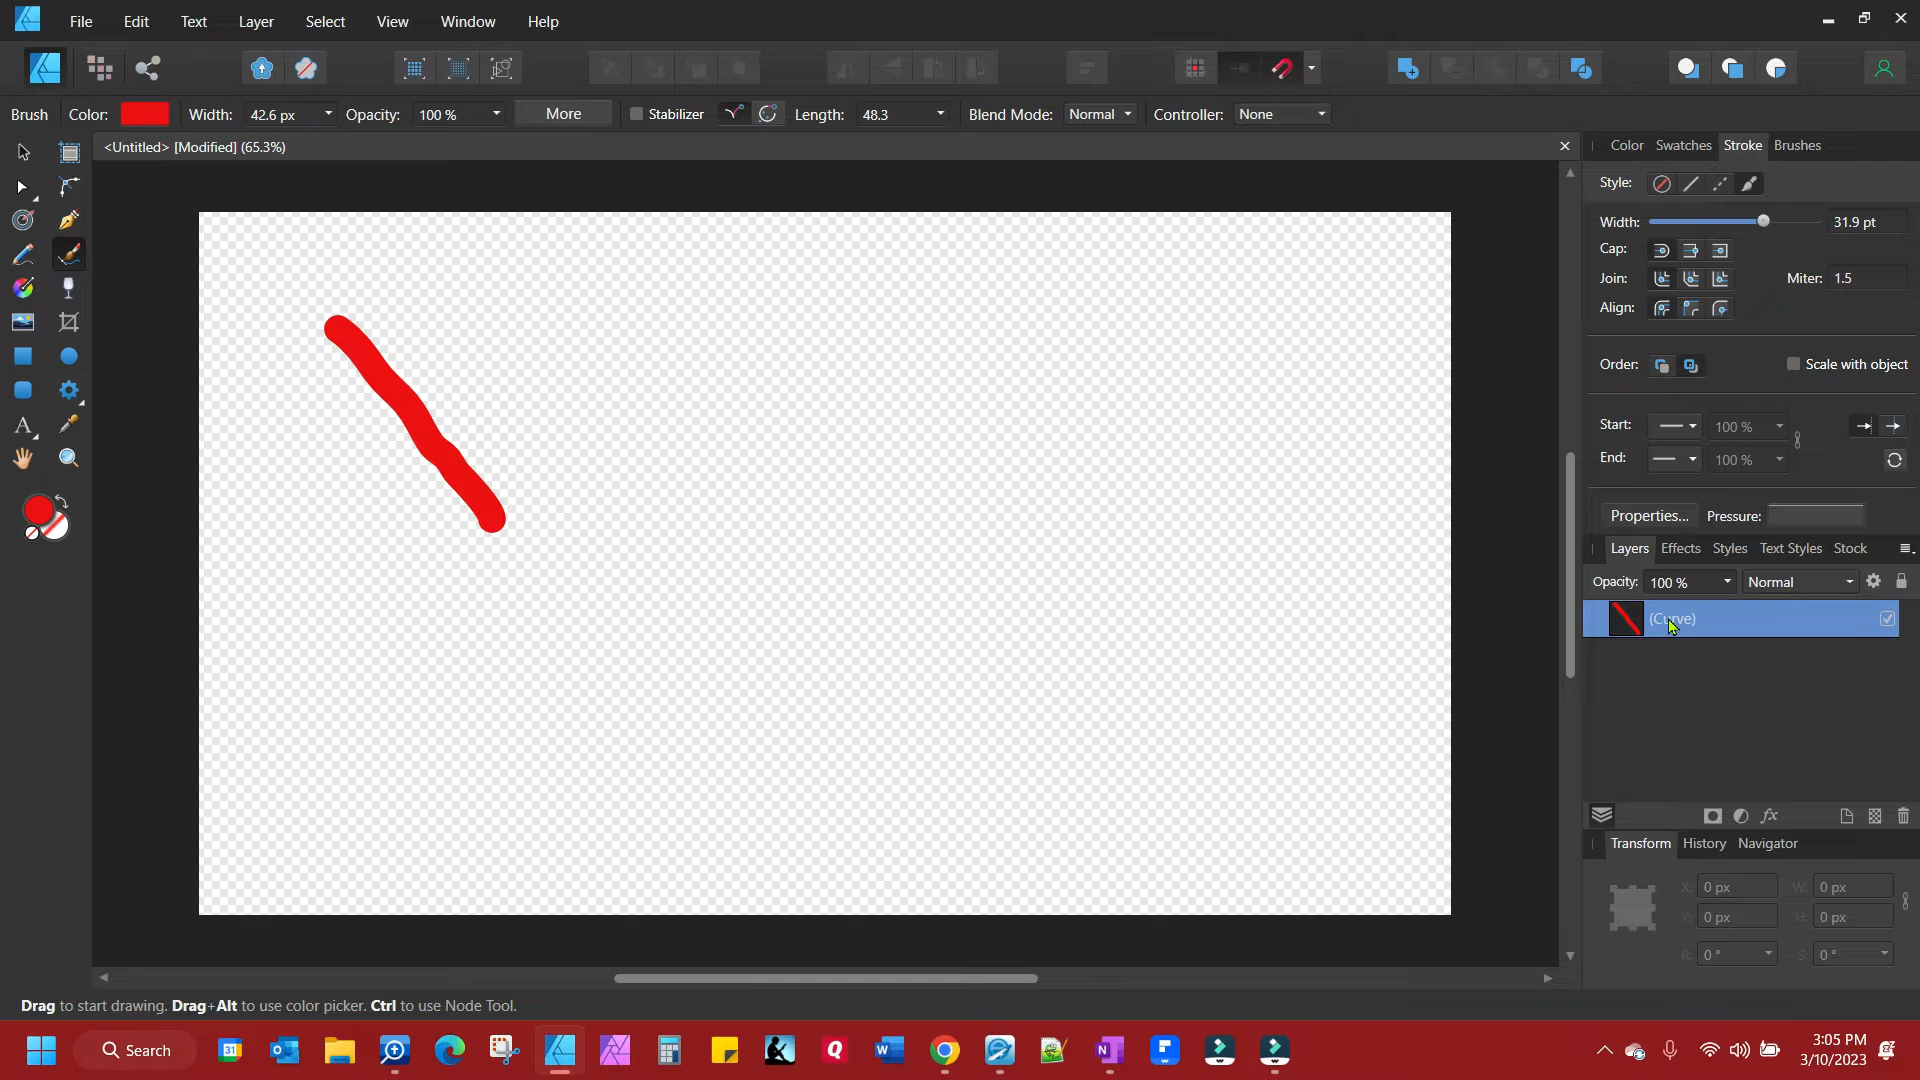 File Edit Text Layer Select View Window Help
Brush Color: Width: 42.6 px Opacity: 100 % More Stabilizer Length: 48.3 Blend Mode: Normal Controller: None
<Untitled> [Modified] (65.3%)
Color Swatches Stroke Brushes
Style:
Width: 31.9 pt
Cap:
Join: Miter: 1.5
Align:
Order: Scale with object
Start: 100 %
End: 100 %
Properties... Pressure:
Layers Effects Styles Text Styles Stock
Opacity: 100 % Normal
(Curve)
fx
Transform History Navigator
X: 0 px W: 0 px
Y: 0 px H: 0 px
R: 0 ° S: 0 °
Drag to start drawing. Drag+Alt to use color picker. Ctrl to use Node Tool.
Search
31
3:05 PM
3/10/2023